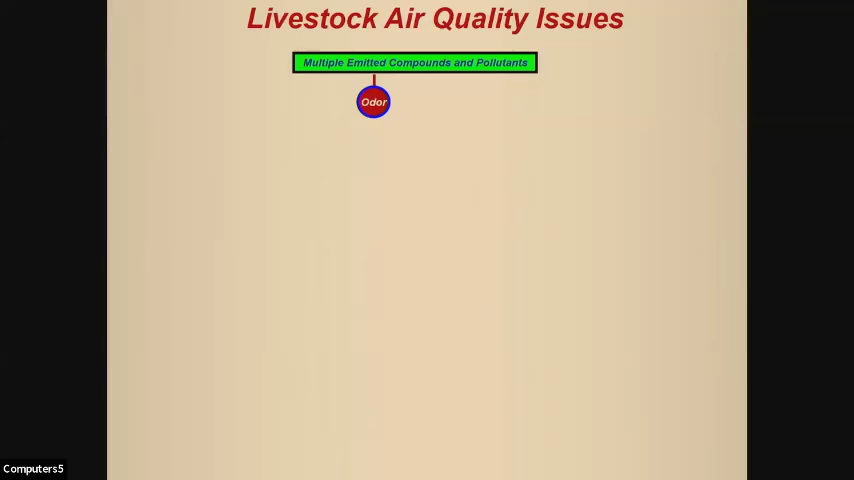 Livestock Air Quality Issues
Multiple Emitted Compounds and Pollutants
Odor
Computers5